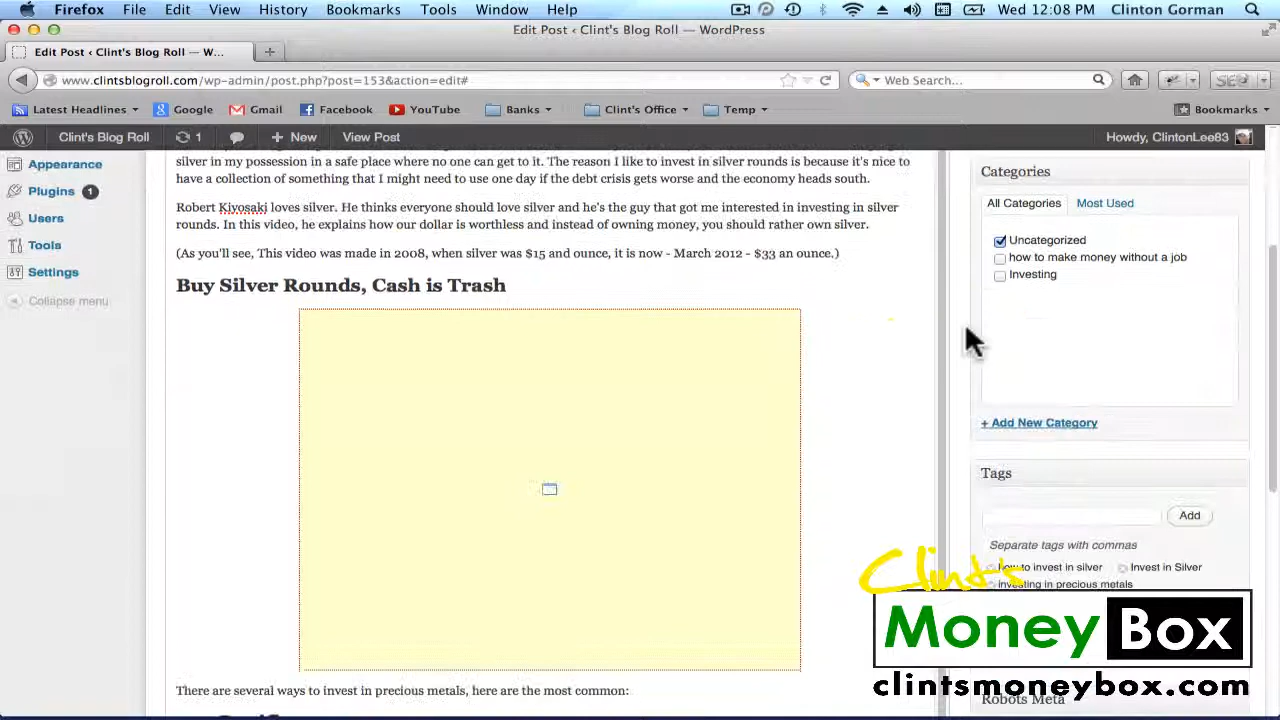 Firefox File Edit View History Bookmarks Tools Window Help Wed 12:08 PM Clinton Gorman
Edit Post ‹ Clint's Blog Roll — WordPress
Edit Post ‹ Clint's Blog Roll — W...
www.clintsblogroll.com/wp-admin/post.php?post=153&action=edit#
Web Search...
Latest Headlines Google Gmail Facebook YouTube Banks Clint's Office Temp Bookmarks
Clint's Blog Roll 1 New View Post Howdy, ClintonLee83
Appearance
Plugins 1
Users
Tools
Settings
Collapse menu
silver in my possession in a safe place where no one can get to it. The reason I like to invest in silver rounds is because it's nice to
have a collection of something that I might need to use one day if the debt crisis gets worse and the economy heads south.
Robert Kiyosaki loves silver. He thinks everyone should love silver and he's the guy that got me interested in investing in silver
rounds. In this video, he explains how our dollar is worthless and instead of owning money, you should rather own silver.
(As you'll see, This video was made in 2008, when silver was $15 and ounce, it is now - March 2012 - $33 an ounce.)
Buy Silver Rounds, Cash is Trash
There are several ways to invest in precious metals, here are the most common:
Categories
All Categories Most Used
Uncategorized
how to make money without a job
Investing
+ Add New Category
Tags
Add
Separate tags with commas
how to invest in silver Invest in Silver
investing in precious metals
Clint's
Money Box
clintsmoneybox.com
Robots Meta